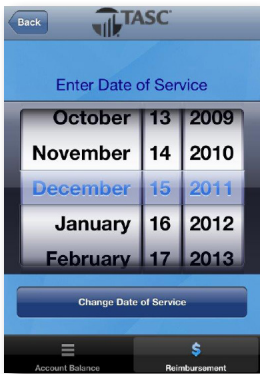 Back
TASC
Enter Date of Service
October 13 2009
November 14 2010
December 15 2011
January 16 2012
February 17 2013
Change Date of Service
Account Balance
$
Reimbursement